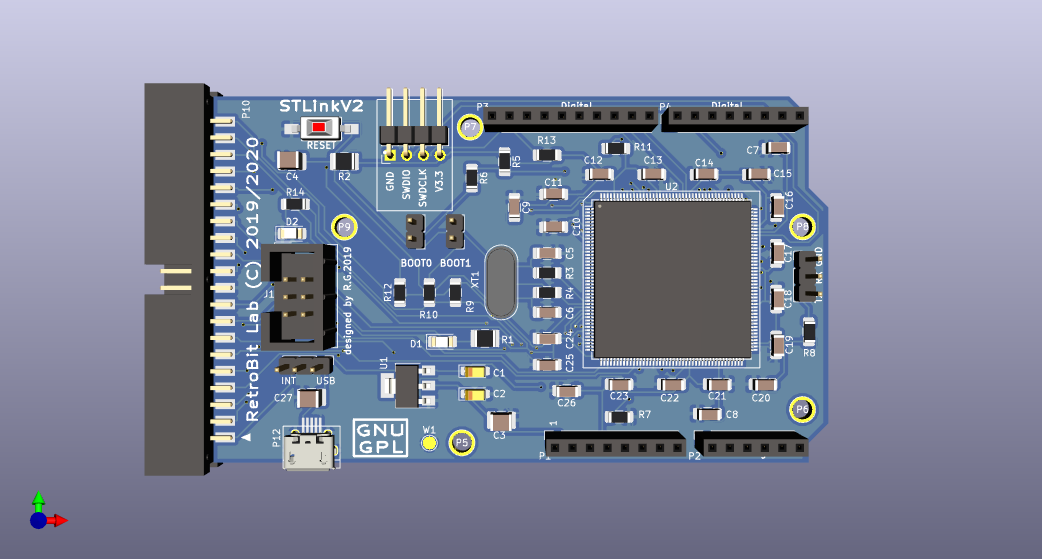 STLinkV2
RESET
P10
P3
Digital
P4
Digital
P7
C4
R2
R14
D2
P9
GND
SWDIO
SWDCLK
V3.3
R6
R5
R13
R11
C12
C13
C14
C7
C15
C11
C9
C10
U2
C16
P8
BOOT0
BOOT1
XT1
C5
R3
R4
C6
C24
C25
C17
C18
C19
GND
R8
R12
R10
R9
J1
designed by R.G.2019
RetroBit Lab (C) 2019/2020
D1
R1
U1
C1
C2
INT
USB
C27
P12
GNU
GPL
W1
P5
C3
C26
C23
C22
C21
C20
R7
C8
P6
P1
P2